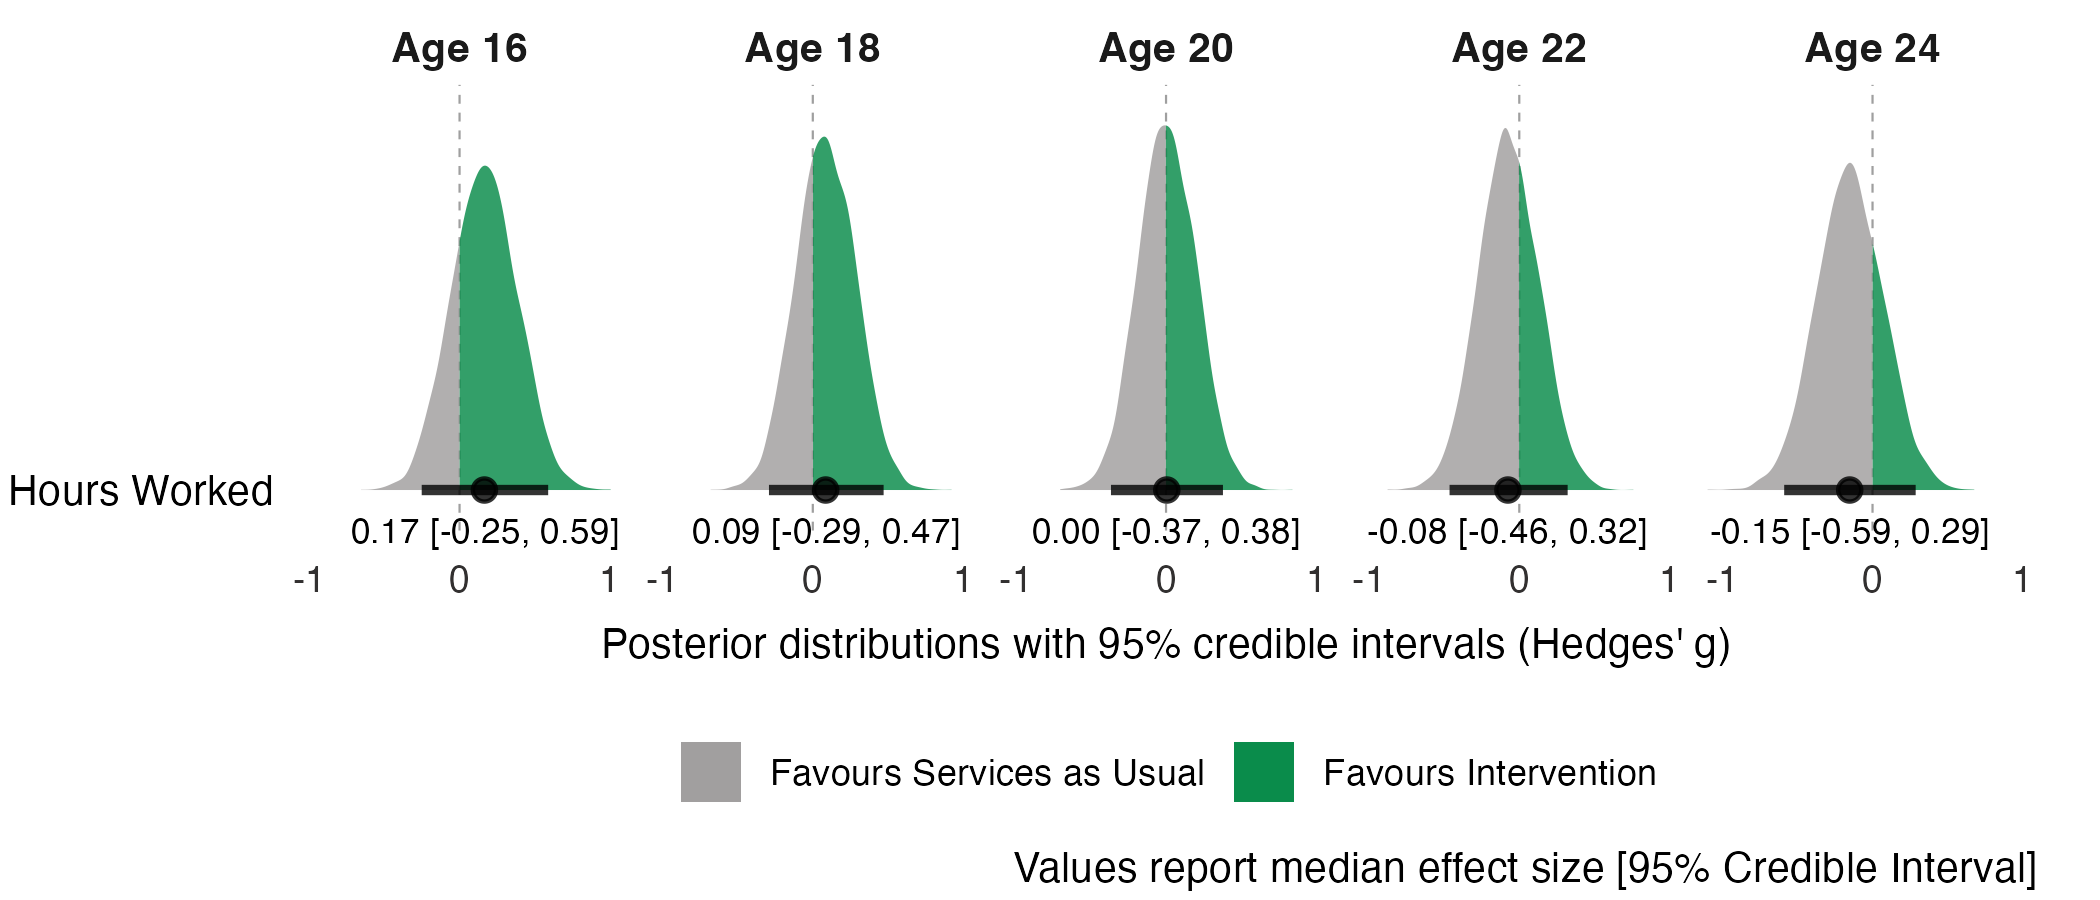 Age 16 Age 18 Age 20 Age 22 Age 24
Hours Worked
0.17 [-0.25, 0.59] 0.09 [-0.29, 0.47] 0.00 [-0.37, 0.38] -0.08 [-0.46, 0.32] -0.15 [-0.59, 0.29]
-1 0 1 -1 0 1 -1 0 1 -1 0 1 -1 0 1
Posterior distributions with 95% credible intervals (Hedges' g)
Favours Services as Usual Favours Intervention
Values report median effect size [95% Credible Interval]